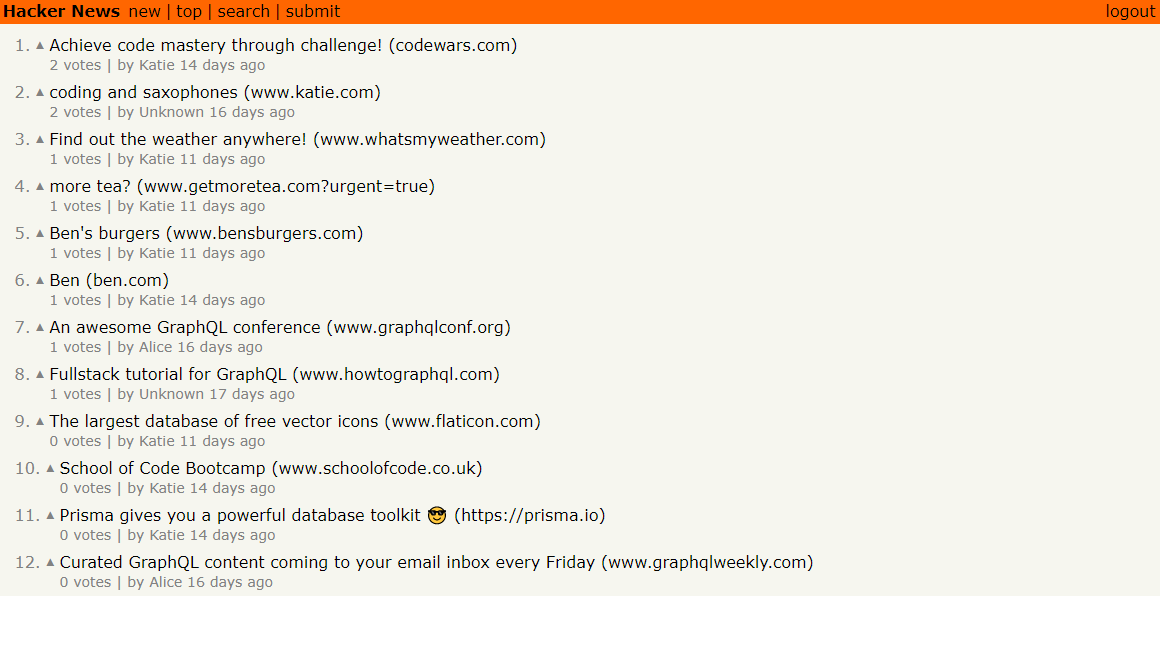 Hacker News new | top | search | submit logout
1. ▲ Achieve code mastery through challenge! (codewars.com)
2 votes | by Katie 14 days ago
2. ▲ coding and saxophones (www.katie.com)
2 votes | by Unknown 16 days ago
3. ▲ Find out the weather anywhere! (www.whatsmyweather.com)
1 votes | by Katie 11 days ago
4. ▲ more tea? (www.getmoretea.com?urgent=true)
1 votes | by Katie 11 days ago
5. ▲ Ben's burgers (www.bensburgers.com)
1 votes | by Katie 11 days ago
6. ▲ Ben (ben.com)
1 votes | by Katie 14 days ago
7. ▲ An awesome GraphQL conference (www.graphqlconf.org)
1 votes | by Alice 16 days ago
8. ▲ Fullstack tutorial for GraphQL (www.howtographql.com)
1 votes | by Unknown 17 days ago
9. ▲ The largest database of free vector icons (www.flaticon.com)
0 votes | by Katie 11 days ago
10. ▲ School of Code Bootcamp (www.schoolofcode.co.uk)
0 votes | by Katie 14 days ago
11. ▲ Prisma gives you a powerful database toolkit 😎 (https://prisma.io)
0 votes | by Katie 14 days ago
12. ▲ Curated GraphQL content coming to your email inbox every Friday (www.graphqlweekly.com)
0 votes | by Alice 16 days ago